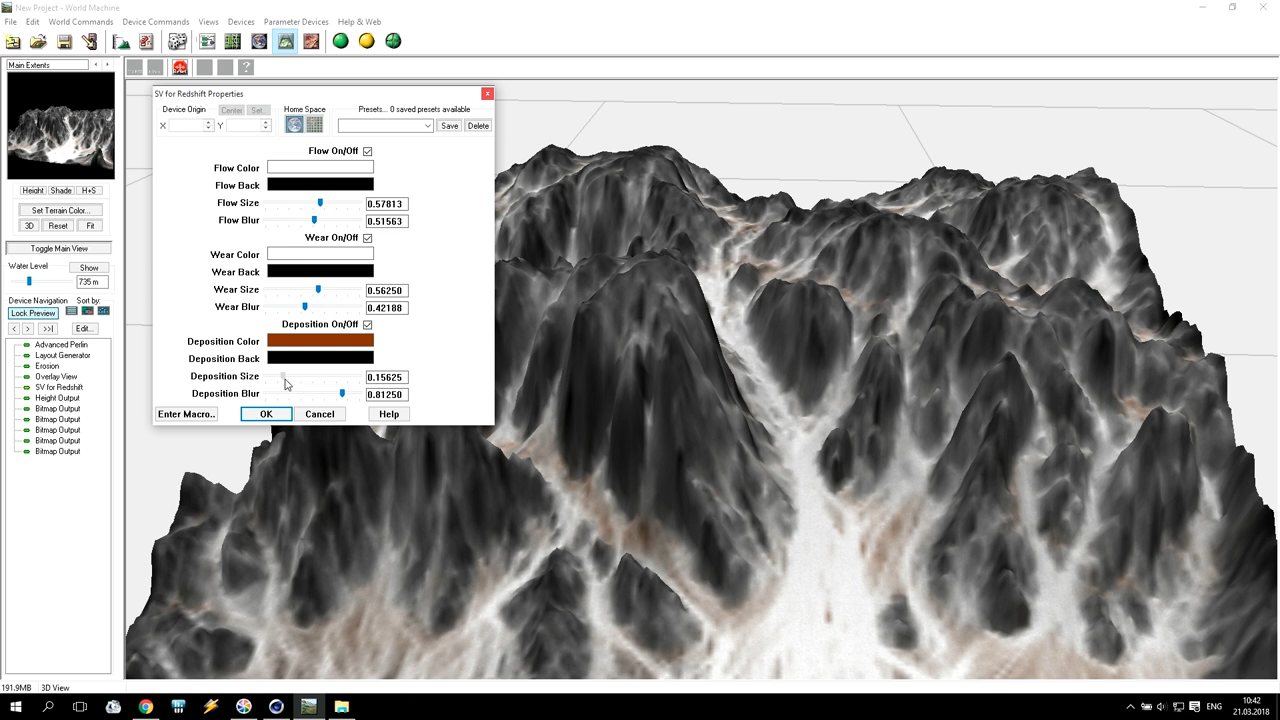 New Project - World Machine
File Edit World Commands Device Commands Views Devices Parameter Devices Help & Web
Main Extents
Height Shade H+S
Set Terrain Color...
3D Reset Fit
Toggle Main View
Water Level Show
735 m
Device Navigation Sort by:
Lock Preview
< > >>| Edit...
Advanced Perlin
Layout Generator
Erosion
Overlay View
SV for Redshift
Height Output
Bitmap Output
Bitmap Output
Bitmap Output
Bitmap Output
Bitmap Output
SV for Redshift Properties
Device Origin Center Set... Home Space Presets... 0 saved presets available
X Y Save Delete
Flow On/Off
Flow Color
Flow Back
Flow Size 0.57813
Flow Blur 0.51563
Wear On/Off
Wear Color
Wear Back
Wear Size 0.56250
Wear Blur 0.42188
Deposition On/Off
Deposition Color
Deposition Back
Deposition Size 0.15625
Deposition Blur 0.81250
Enter Macro.. OK Cancel Help
191.9MB 3D View
ENG
10:42
21.03.2018